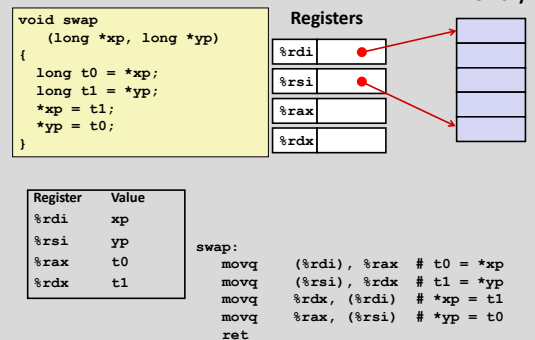 void swap
(long *xp, long *yp)
{
long t0 = *xp;
long t1 = *yp;
*xp = t1;
*yp = t0;
}
Registers
%rdi
%rsi
%rax
%rdx
Register Value
%rdi xp
%rsi yp
%rax t0
%rdx t1
swap:
movq (%rdi), %rax # t0 = *xp
movq (%rsi), %rdx # t1 = *yp
movq %rdx, (%rdi) # *xp = t1
movq %rax, (%rsi) # *yp = t0
ret